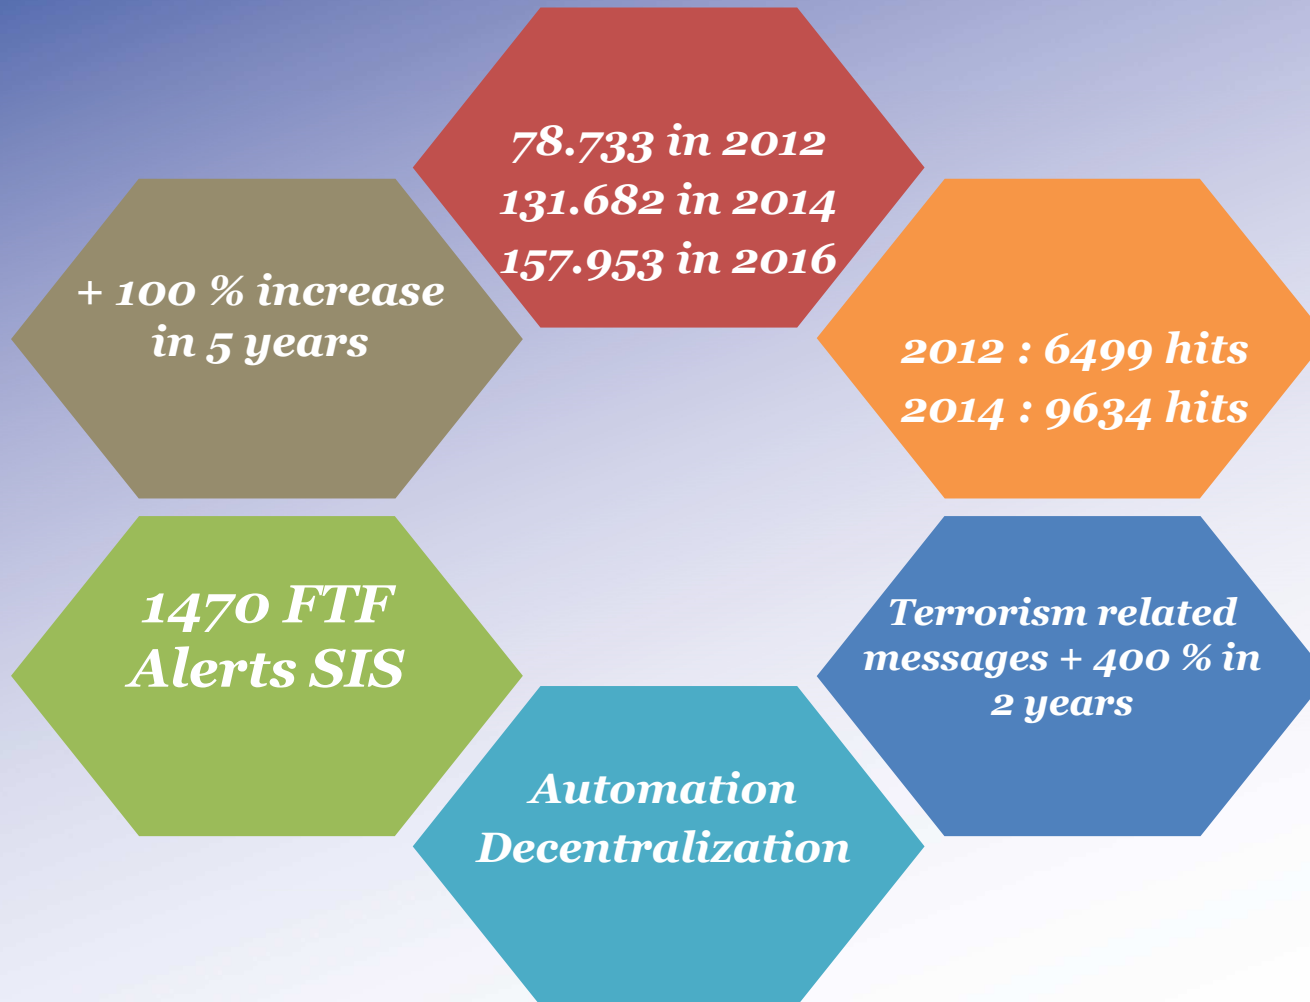 78.733 in 2012
131.682 in 2014
157.953 in 2016
+ 100 % increase
in 5 years
2012 : 6499 hits
2014 : 9634 hits
1470 FTF
Alerts SIS
Terrorism related
messages + 400 % in
2 years
Automation
Decentralization